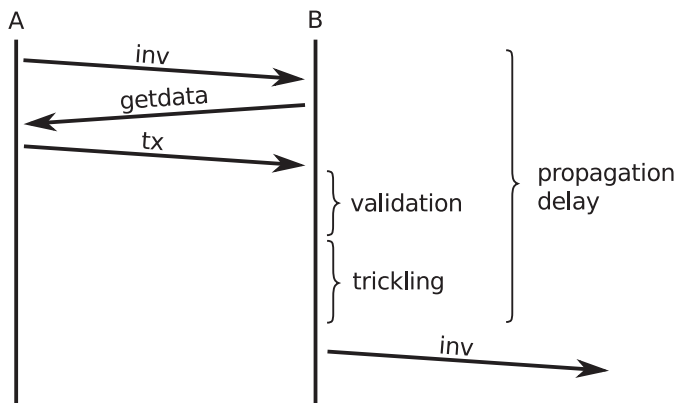 A
B
inv
getdata
tx
validation
trickling
propagation
delay
inv